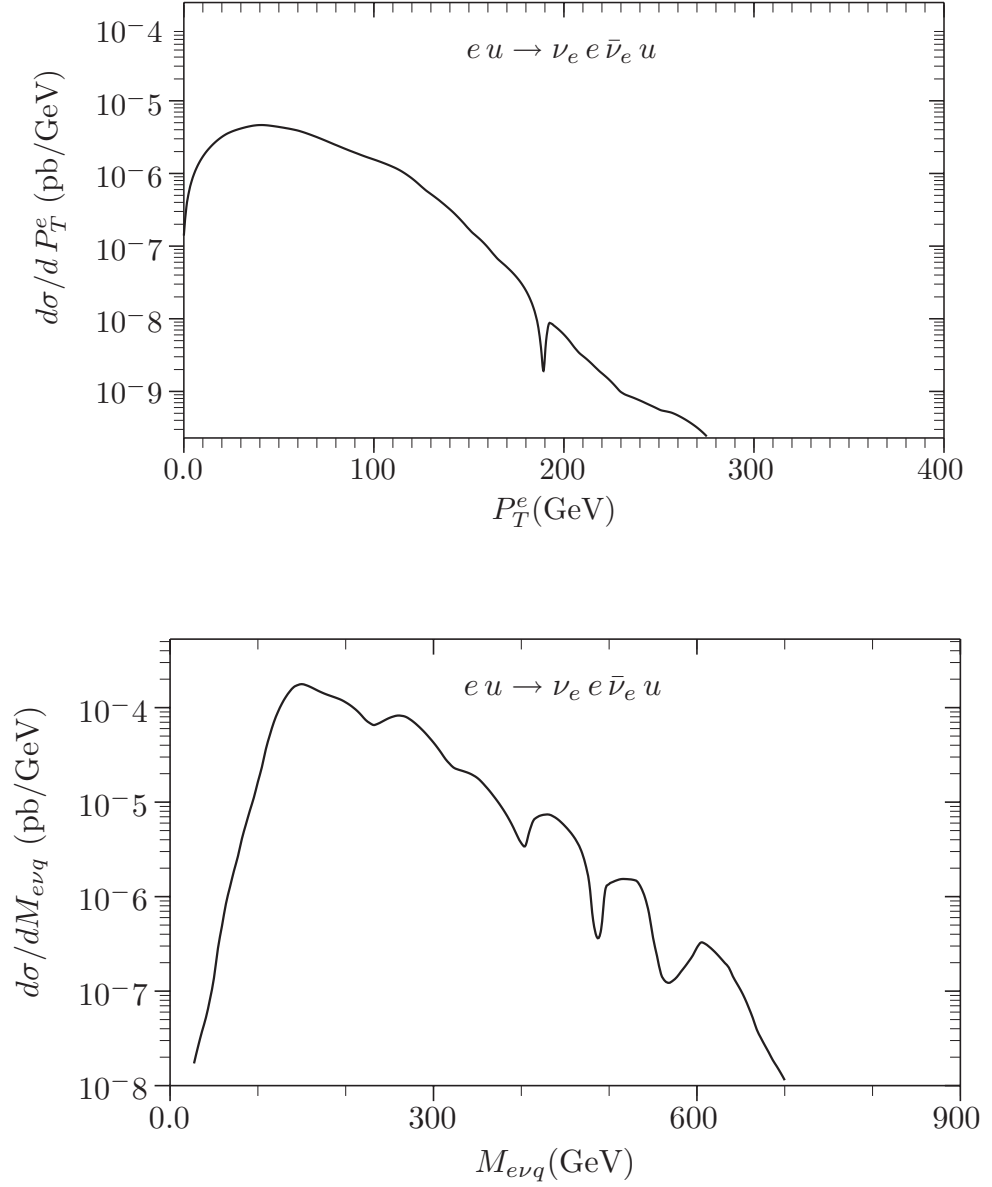 e u → ν_e e ν̄_e u
dσ/d P_T^e (pb/GeV)
10^−4
10^−5
10^−6
10^−7
10^−8
10^−9
0.0 100 200 300 400
P_T^e(GeV)
e u → ν_e e ν̄_e u
dσ/dM_{eνq} (pb/GeV)
10^−4
10^−5
10^−6
10^−7
10^−8
0.0 300 600 900
M_{eνq}(GeV)